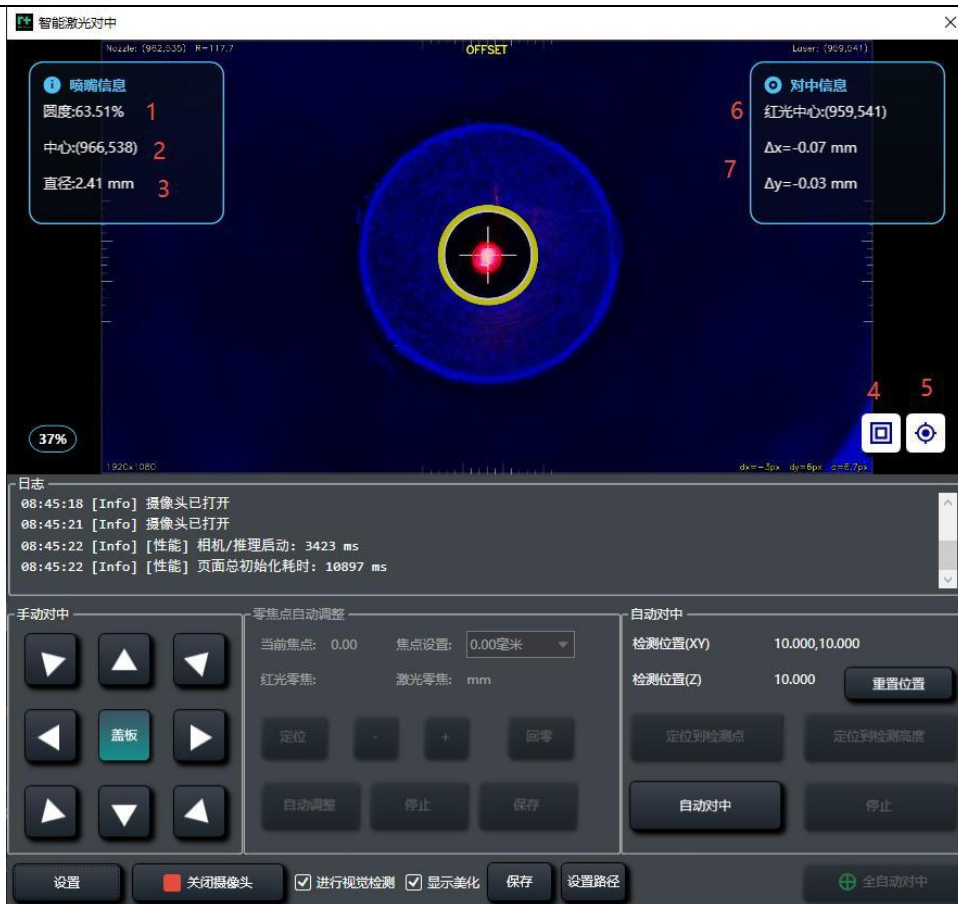 智能激光对中
Nozzle: (962,535) R=117.7
OFFSET
Laser: (959,541)
喷嘴信息
圆度:63.51% 1
中心:(966,538) 2
直径:2.41 mm 3
对中信息
6 红光中心:(959,541)
7
Δx=-0.07 mm
Δy=-0.03 mm
4 5
37%
1920x1080
dx=-3px dy=6px d=6.7px
日志
08:45:18 [Info] 摄像头已打开
08:45:21 [Info] 摄像头已打开
08:45:22 [Info] [性能] 相机/推理启动: 3423 ms
08:45:22 [Info] [性能] 页面总初始化耗时: 10897 ms
手动对中
盖板
零焦点自动调整
当前焦点: 0.00 焦点设置: 0.00毫米
红光零焦: 激光零焦: mm
定位 - + 回零
自动调整 停止 保存
自动对中
检测位置(XY) 10.000,10.000
检测位置(Z) 10.000 重置位置
定位到检测点 定位到检测高度
自动对中 停止
设置 关闭摄像头 进行视觉检测 显示美化 保存 设置路径 全自动对中